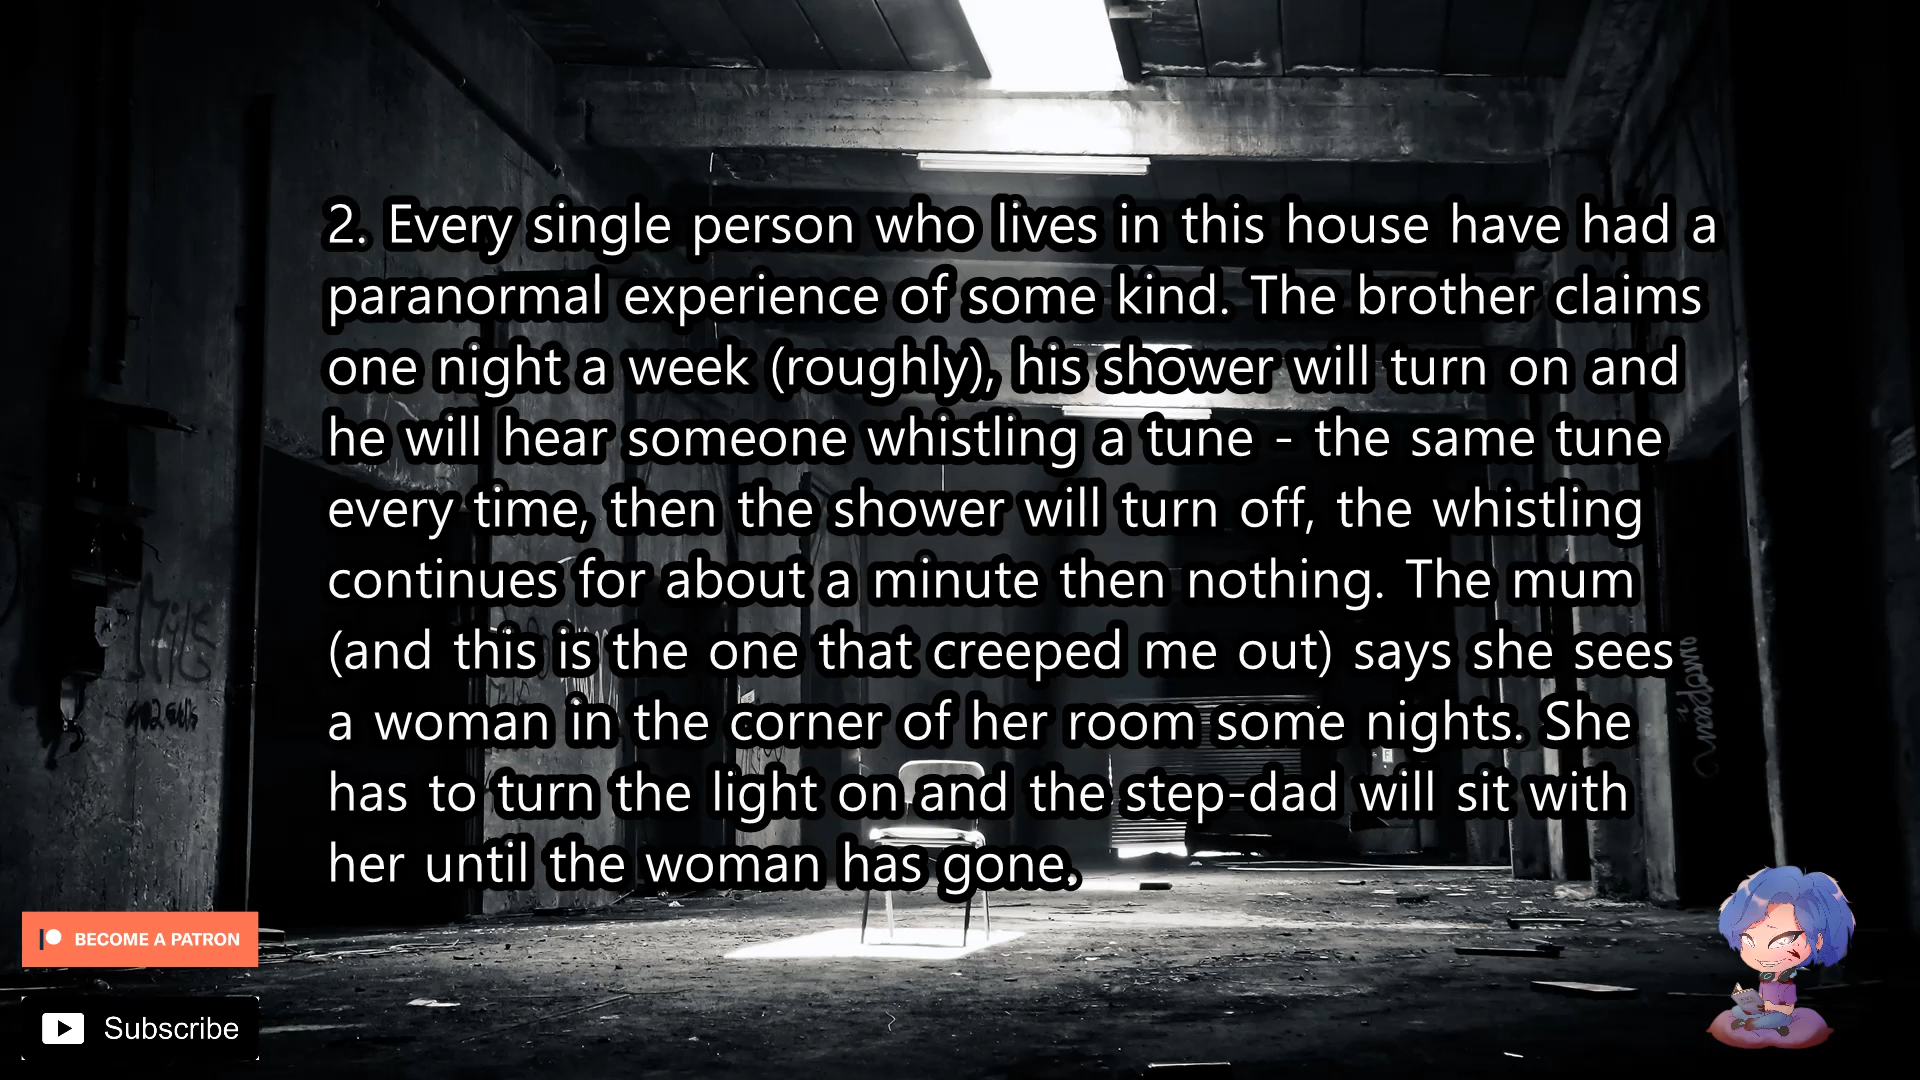 2. Every single person who lives in this house have had a
paranormal experience of some kind. The brother claims
one night a week (roughly), his shower will turn on and
he will hear someone whistling a tune - the same tune
every time, then the shower will turn off, the whistling
continues for about a minute then nothing. The mum
(and this is the one that creeped me out) says she sees
a woman in the corner of her room some nights. She
has to turn the light on and the step-dad will sit with
her until the woman has gone.
BECOME A PATRON
Subscribe